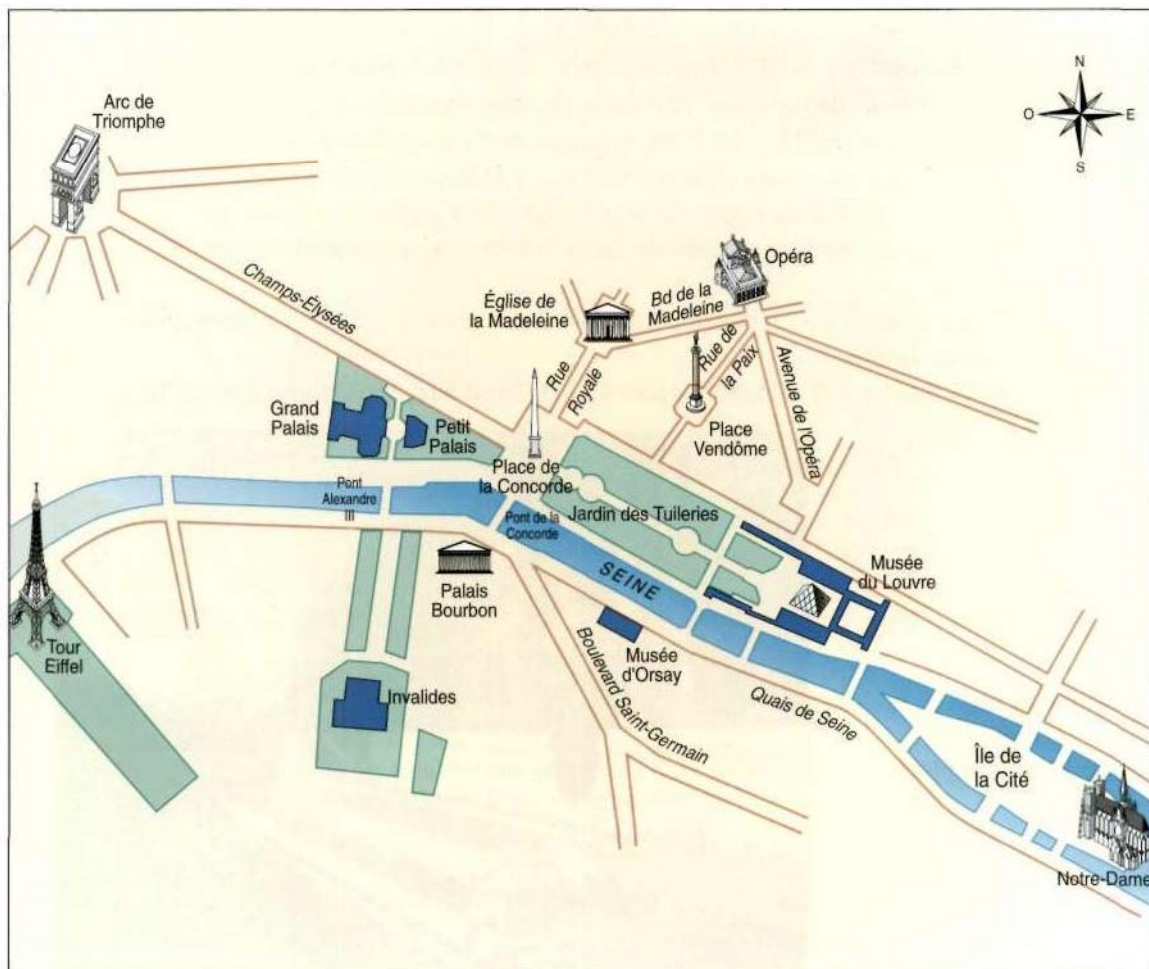 N
O
E
S
Arc de
Triomphe
Champs-Élysées
Église de
la Madeleine
Bd de la
Madeleine
Opéra
Rue de
la Paix
Avenue de l'Opéra
Rue
Royale
Place
Vendôme
Grand
Palais
Petit
Palais
Place de
la Concorde
Pont
Alexandre
III
Pont de la
Concorde
Jardin des Tuileries
SEINE
Musée
du Louvre
Palais
Bourbon
Tour
Eiffel
Musée
d'Orsay
Invalides
Boulevard Saint-Germain
Quais de Seine
Île de
la Cité
Notre-Dame